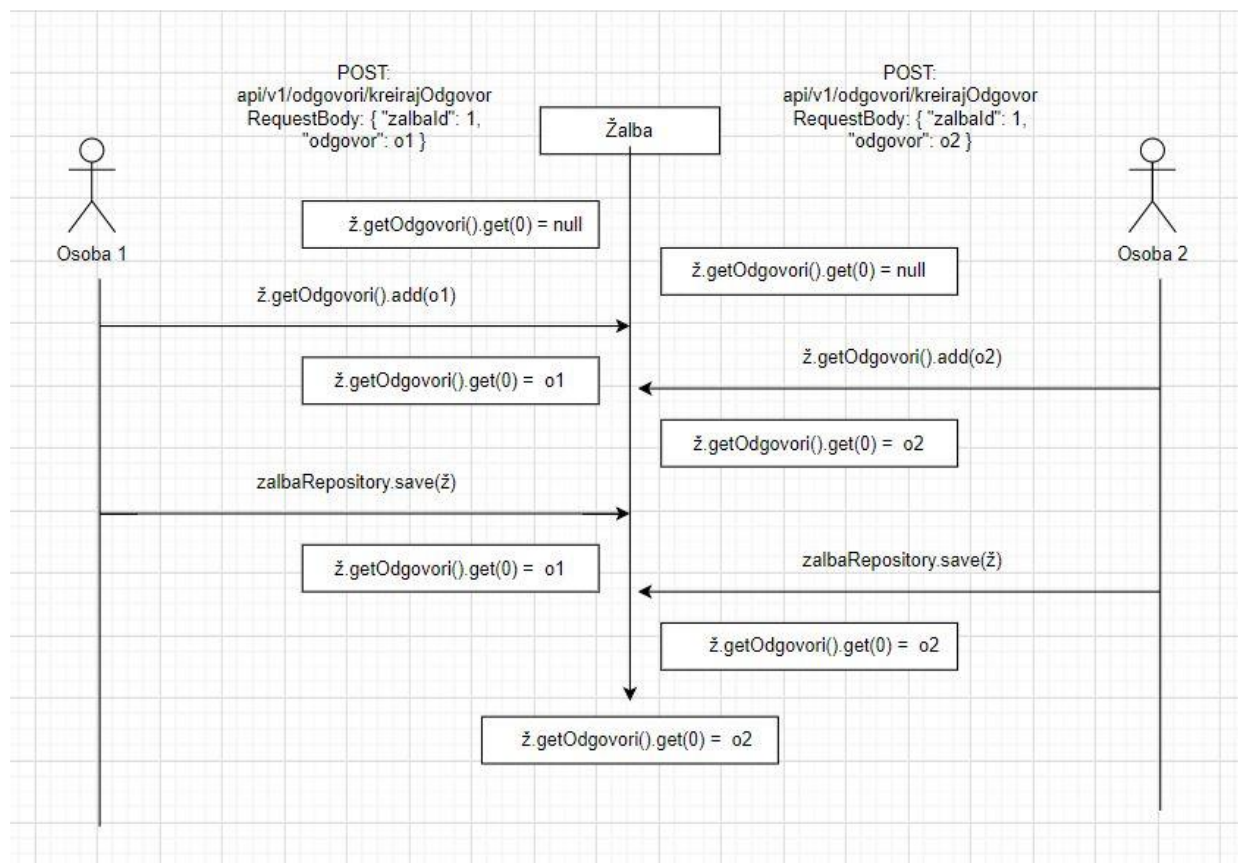 POST:
api/v1/odgovori/kreirajOdgovor
RequestBody: { "zalbaId": 1,
"odgovor": o1 }
Žalba
POST:
api/v1/odgovori/kreirajOdgovor
RequestBody: { "zalbaId": 1,
"odgovor": o2 }
Osoba 1
Osoba 2
ž.getOdgovori().get(0) = null
ž.getOdgovori().get(0) = null
ž.getOdgovori().add(o1)
ž.getOdgovori().add(o2)
ž.getOdgovori().get(0) = o1
ž.getOdgovori().get(0) = o2
zalbaRepository.save(ž)
zalbaRepository.save(ž)
ž.getOdgovori().get(0) = o1
ž.getOdgovori().get(0) = o2
ž.getOdgovori().get(0) = o2